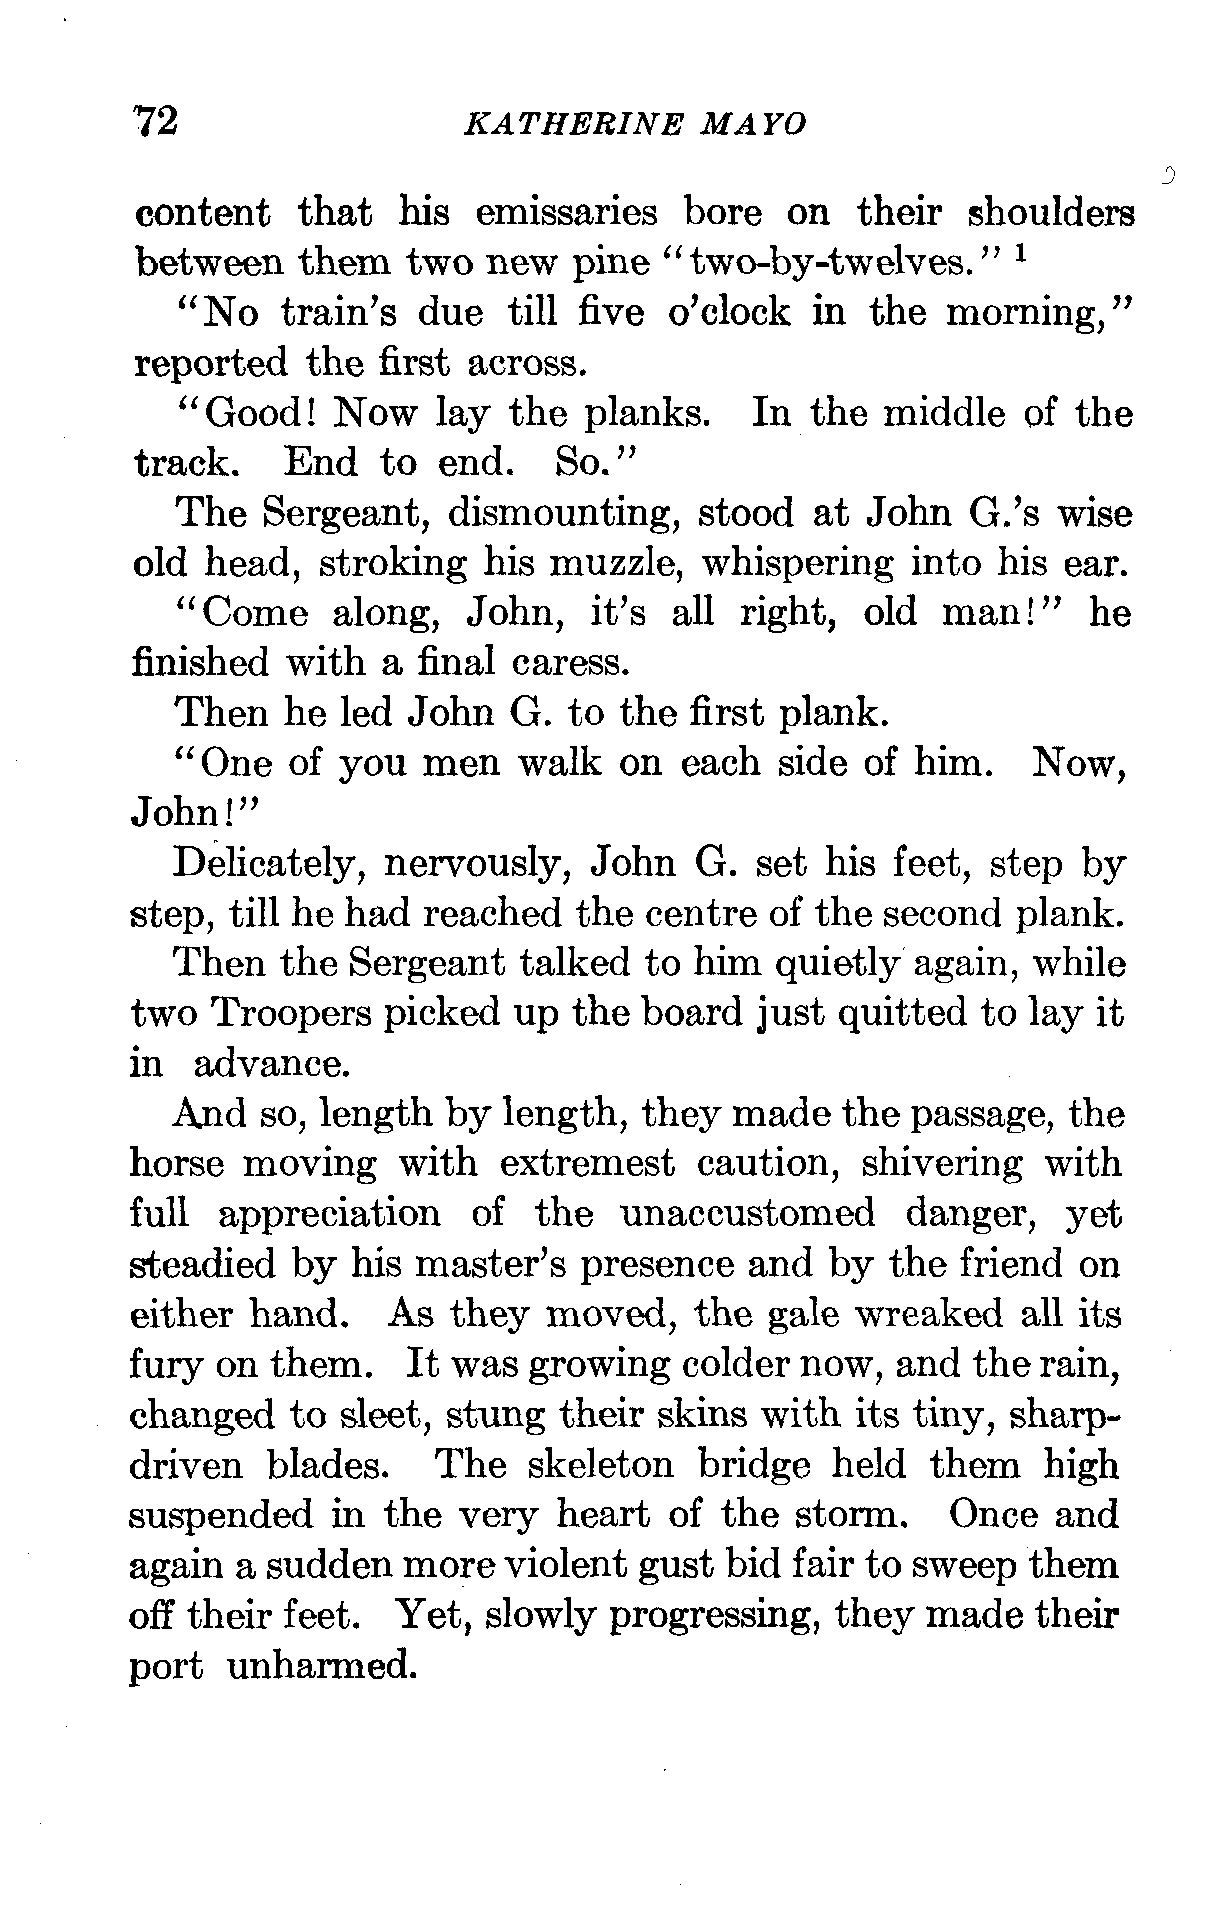 72 KATHERINE MAYO
content that his emissaries bore on their shoulders
between them two new pine “two-by-twelves.” 1
“No train’s due till five o’clock in the morning,”
reported the first across.
“Good! Now lay the planks. In the middle of the
track. End to end. So.”
The Sergeant, dismounting, stood at John G.’s wise
old head, stroking his muzzle, whispering into his ear.
“Come along, John, it’s all right, old man!” he
finished with a final caress.
Then he led John G. to the first plank.
“One of you men walk on each side of him. Now,
John!”
Delicately, nervously, John G. set his feet, step by
step, till he had reached the centre of the second plank.
Then the Sergeant talked to him quietly again, while
two Troopers picked up the board just quitted to lay it
in advance.
And so, length by length, they made the passage, the
horse moving with extremest caution, shivering with
full appreciation of the unaccustomed danger, yet
steadied by his master’s presence and by the friend on
either hand. As they moved, the gale wreaked all its
fury on them. It was growing colder now, and the rain,
changed to sleet, stung their skins with its tiny, sharp-
driven blades. The skeleton bridge held them high
suspended in the very heart of the storm. Once and
again a sudden more violent gust bid fair to sweep them
off their feet. Yet, slowly progressing, they made their
port unharmed.